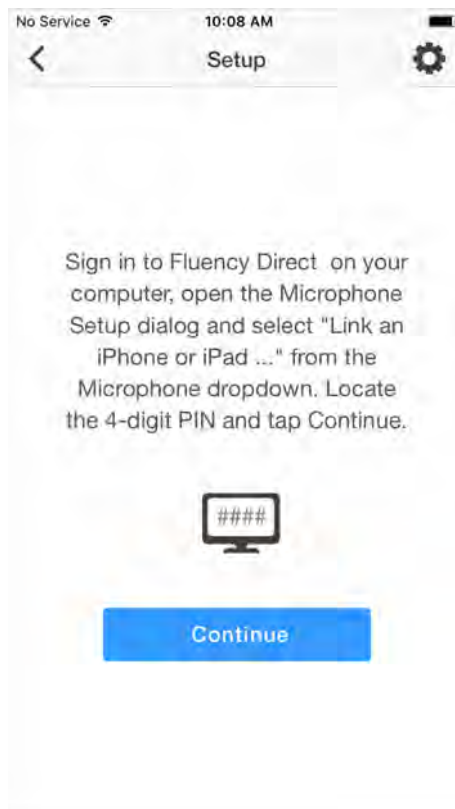 No Service 10:08 AM
Setup
Sign in to Fluency Direct on your
computer, open the Microphone
Setup dialog and select "Link an
iPhone or iPad ..." from the
Microphone dropdown. Locate
the 4-digit PIN and tap Continue.
####
Continue